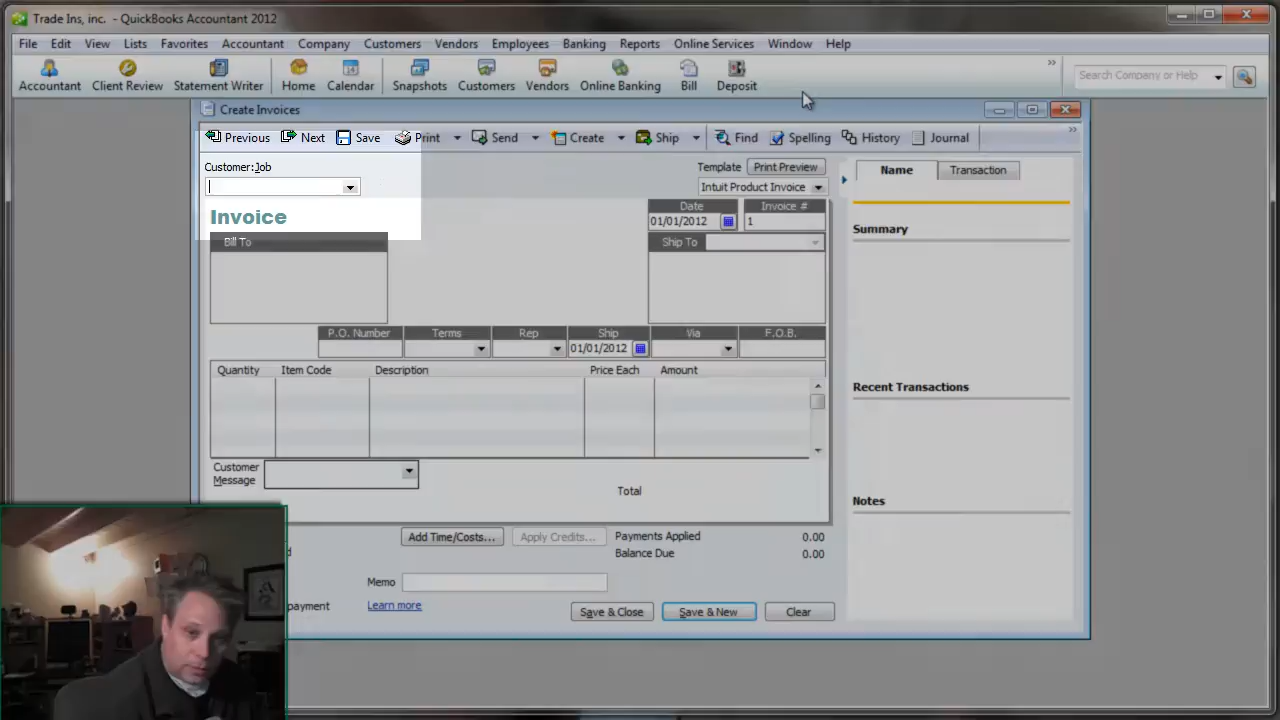 Trade Ins, inc. - QuickBooks Accountant 2012
File Edit View Lists Favorites Accountant Company Customers Vendors Employees Banking Reports Online Services Window Help
Accountant Client Review Statement Writer Home Calendar Snapshots Customers Vendors Online Banking Bill Deposit Search Company or Help
Create Invoices
Previous Next Save Print Send Create Ship Find Spelling History Journal
Customer:Job Template Print Preview Name Transaction
Intuit Product Invoice
Invoice Date Invoice #
01/01/2012 1 Summary
Bill To Ship To
P.O. Number Terms Rep Ship Via F.O.B.
01/01/2012
Quantity Item Code Description Price Each Amount
Recent Transactions
Customer
Message
Total
Notes
Add Time/Costs... Apply Credits... Payments Applied 0.00
Balance Due 0.00
Memo
payment Learn more Save & Close Save & New Clear